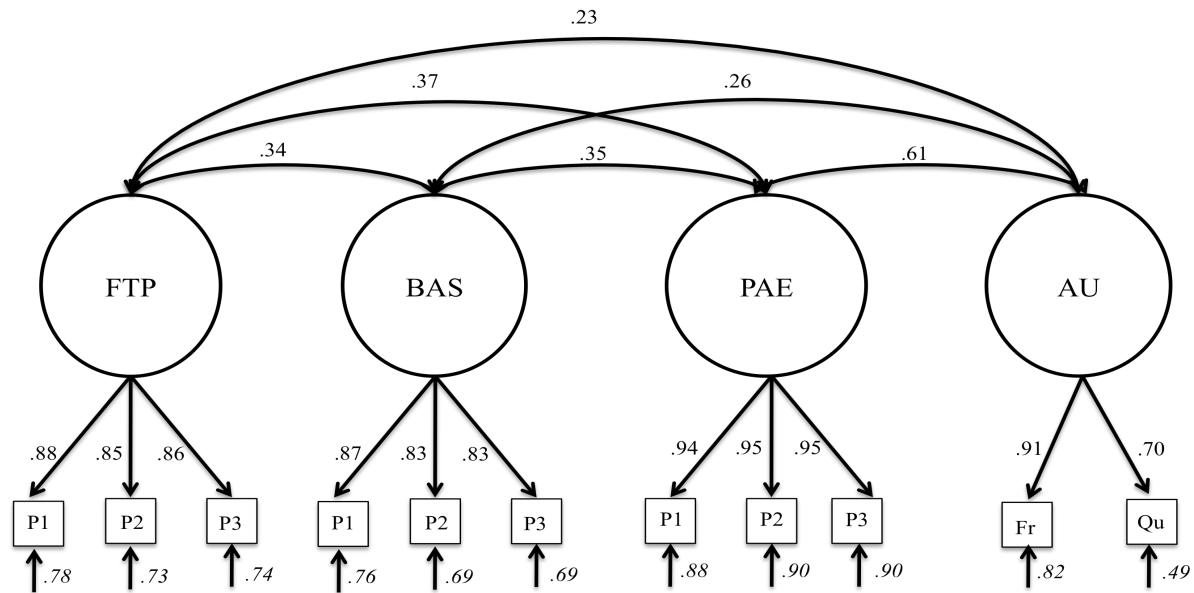 .23
.37 .26
.34 .35 .61
FTP BAS PAE AU
.88 .85 .86 .87 .83 .83 .94 .95 .95 .91 .70
P1 P2 P3 P1 P2 P3 P1 P2 P3 Fr Qu
.78 .73 .74 .76 .69 .69 .88 .90 .90 .82 .49